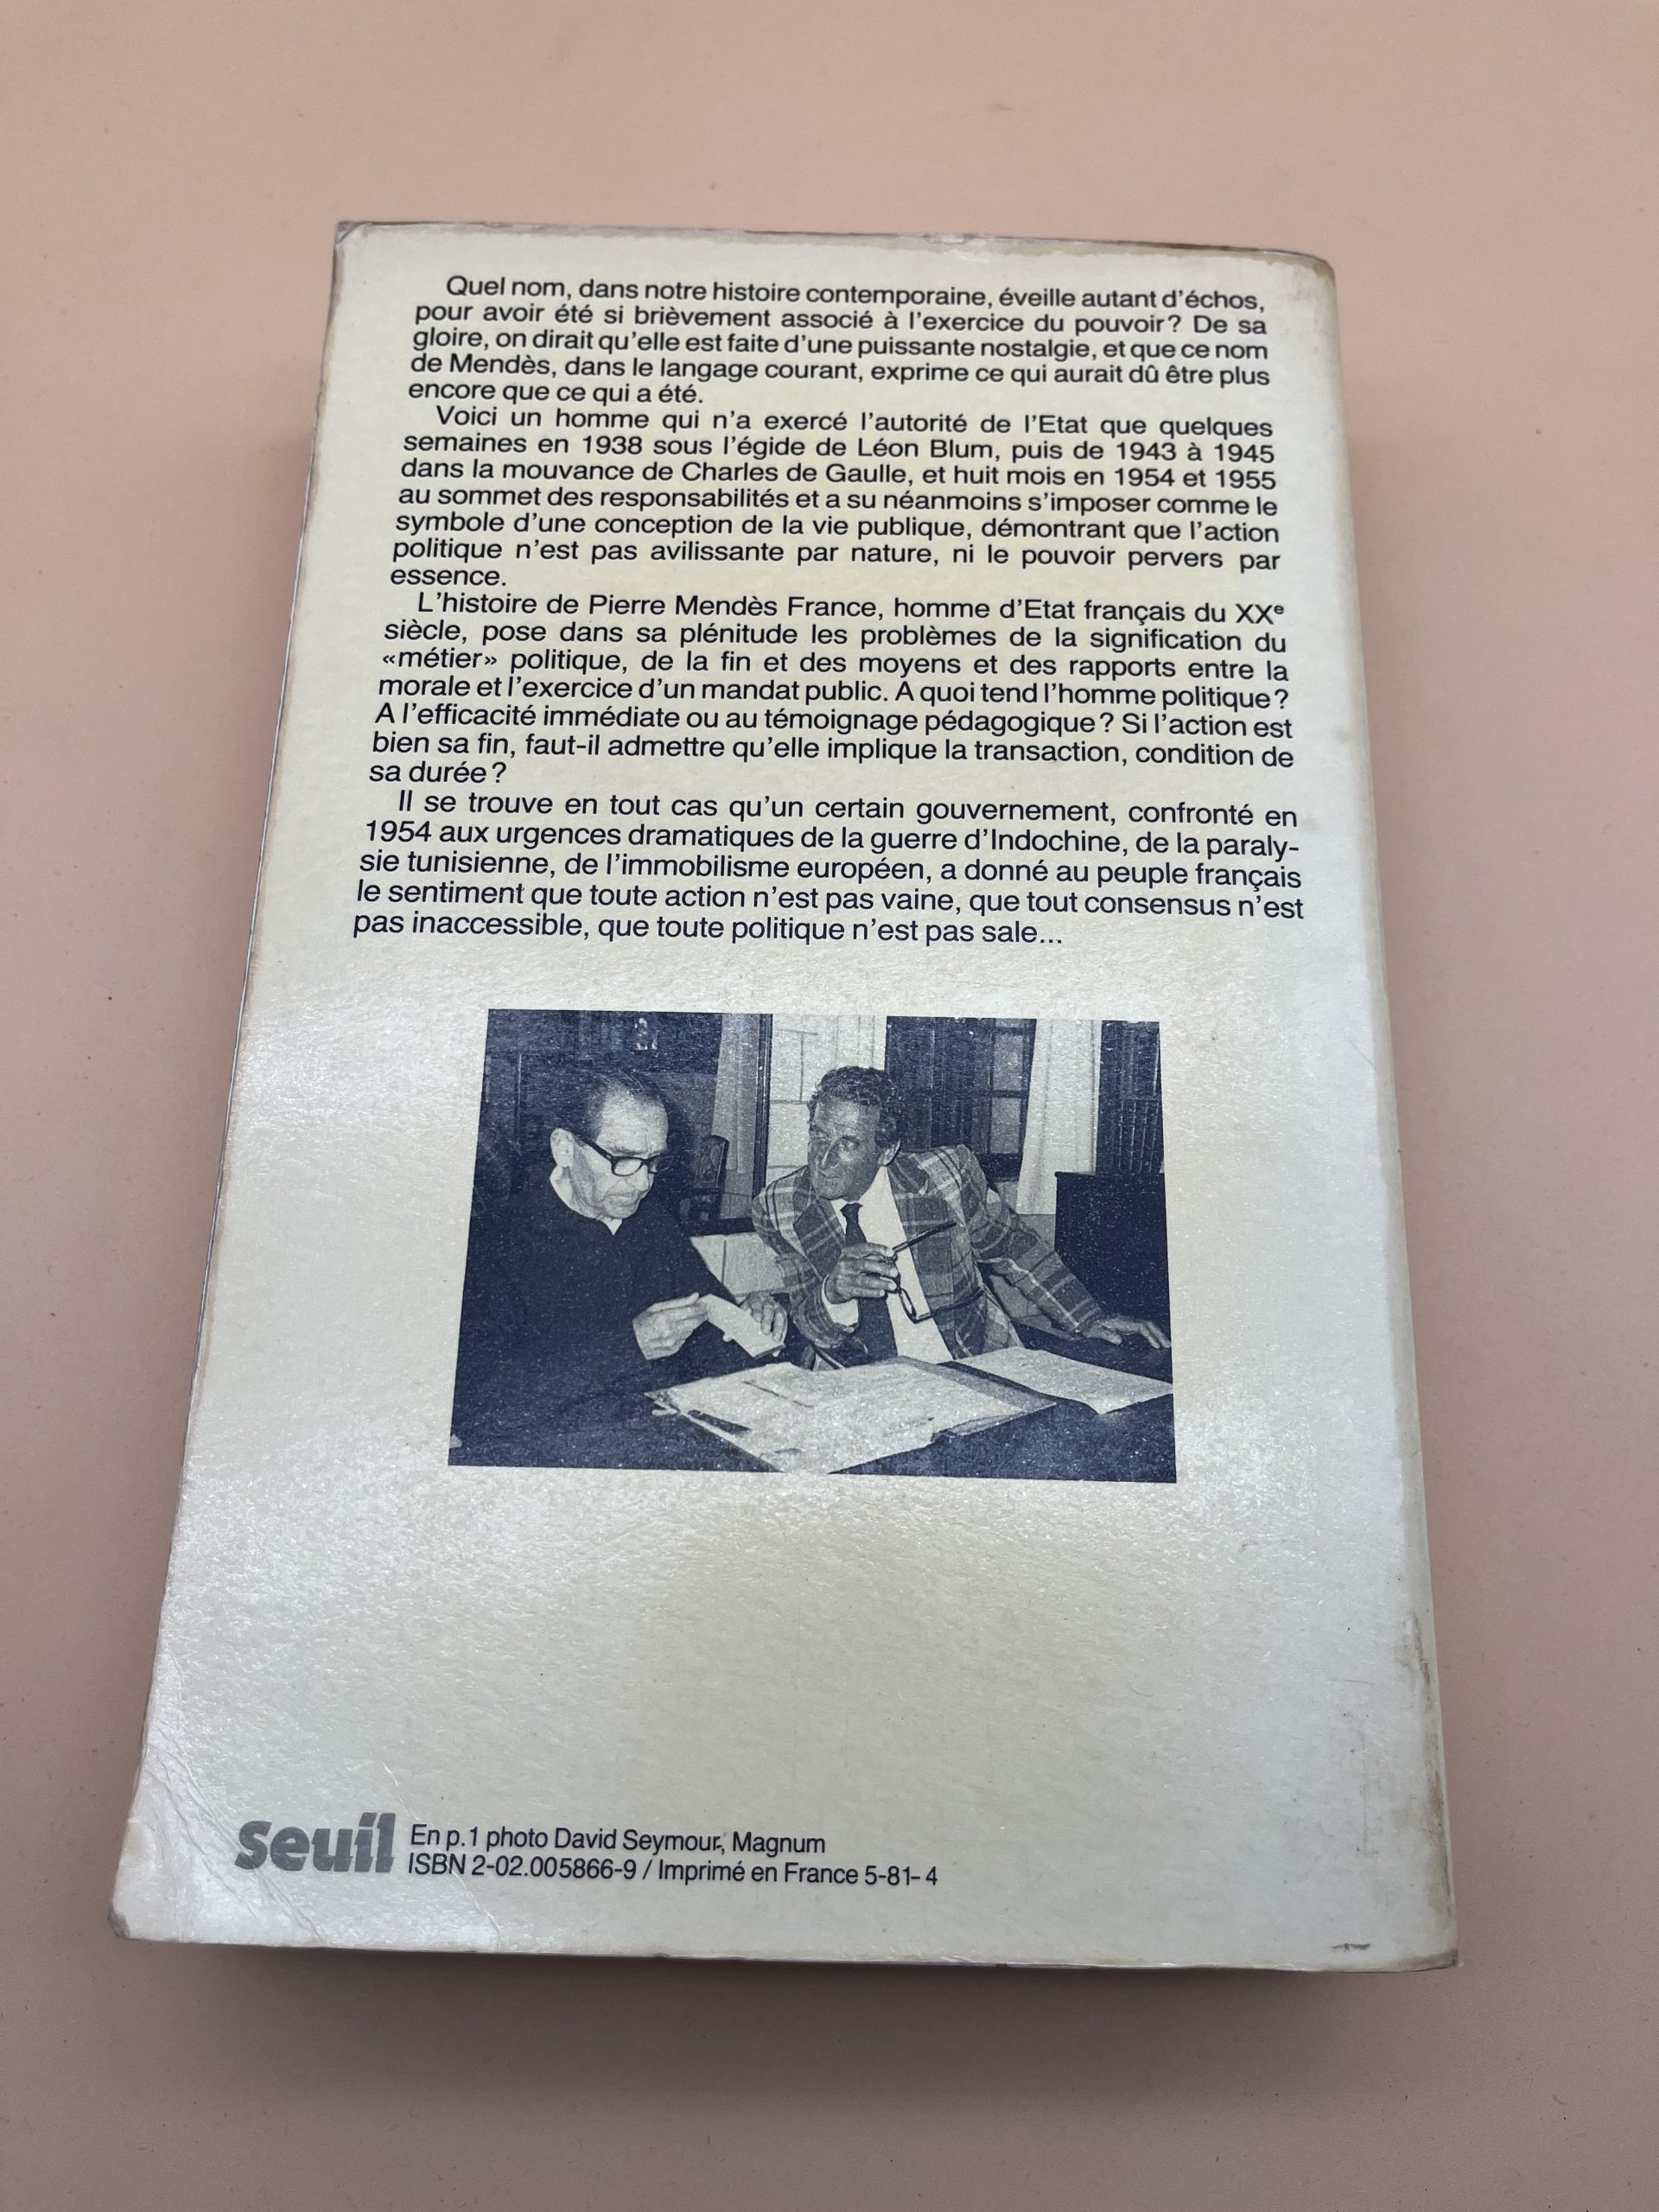 Quel nom, dans notre histoire contemporaine, éveille autant d'échos,
pour avoir été si brièvement associé à l'exercice du pouvoir? De sa
gloire, on dirait qu'elle est faite d'une puissante nostalgie, et que ce nom
de Mendès, dans le langage courant, exprime ce qui aurait dû être plus
encore que ce qui a été.
Voici un homme qui n'a exercé l'autorité de l'Etat que quelques
semaines en 1938 sous l'égide de Léon Blum, puis de 1943 à 1945
dans la mouvance de Charles de Gaulle, et huit mois en 1954 et 1955
au sommet des responsabilités et a su néanmoins s'imposer comme le
symbole d'une conception de la vie publique, démontrant que l'action
politique n'est pas avilissante par nature, ni le pouvoir pervers par
essence.
L'histoire de Pierre Mendès France, homme d'Etat français du XXe
siècle, pose dans sa plénitude les problèmes de la signification du
«métier» politique, de la fin et des moyens et des rapports entre la
morale et l'exercice d'un mandat public. A quoi tend l'homme politique?
A l'efficacité immédiate ou au témoignage pédagogique? Si l'action est
bien sa fin, faut-il admettre qu'elle implique la transaction, condition de
sa durée?
Il se trouve en tout cas qu'un certain gouvernement, confronté en
1954 aux urgences dramatiques de la guerre d'Indochine, de la paraly-
sie tunisienne, de l'immobilisme européen, a donné au peuple français
le sentiment que toute action n'est pas vaine, que tout consensus n'est
pas inaccessible, que toute politique n'est pas sale...
seuil
En p.1 photo David Seymour, Magnum
ISBN 2-02.005866-9 / Imprimé en France 5-81-4